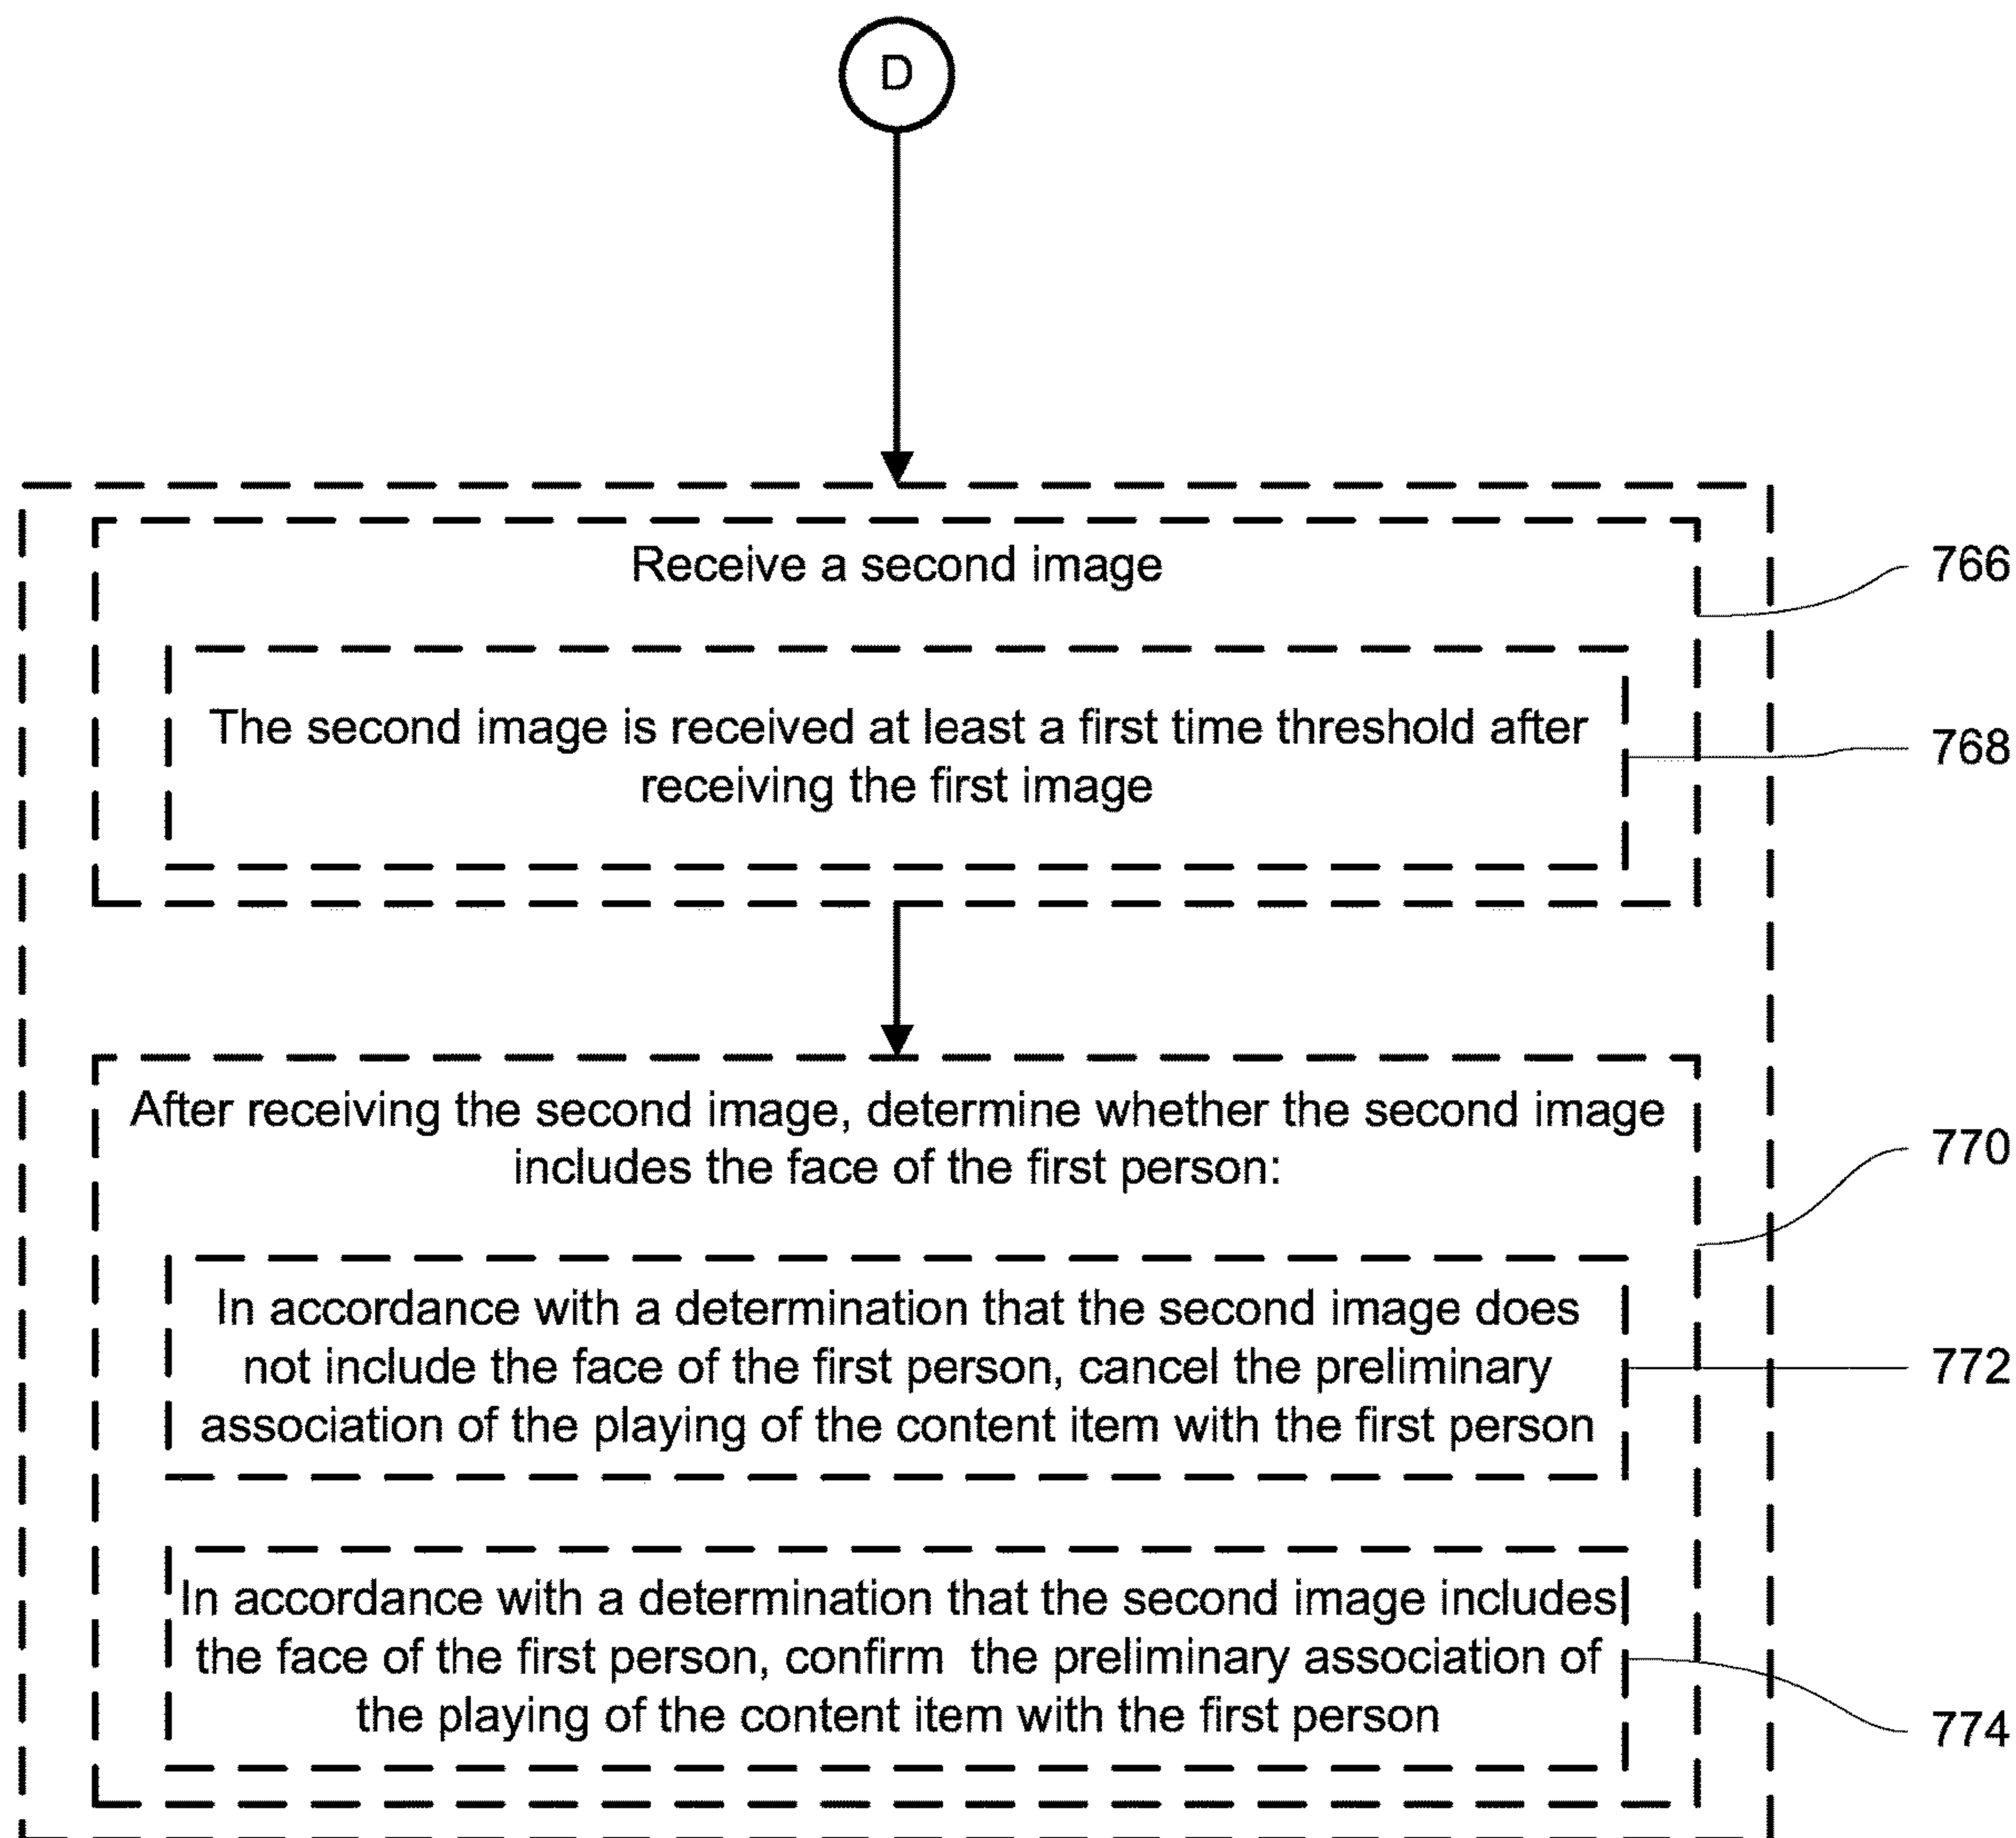 D
Receive a second image
766
The second image is received at least a first time threshold after
receiving the first image
768
After receiving the second image, determine whether the second image
includes the face of the first person:
770
In accordance with a determination that the second image does
not include the face of the first person, cancel the preliminary
association of the playing of the content item with the first person
772
In accordance with a determination that the second image includes
the face of the first person, confirm the preliminary association of
the playing of the content item with the first person
774